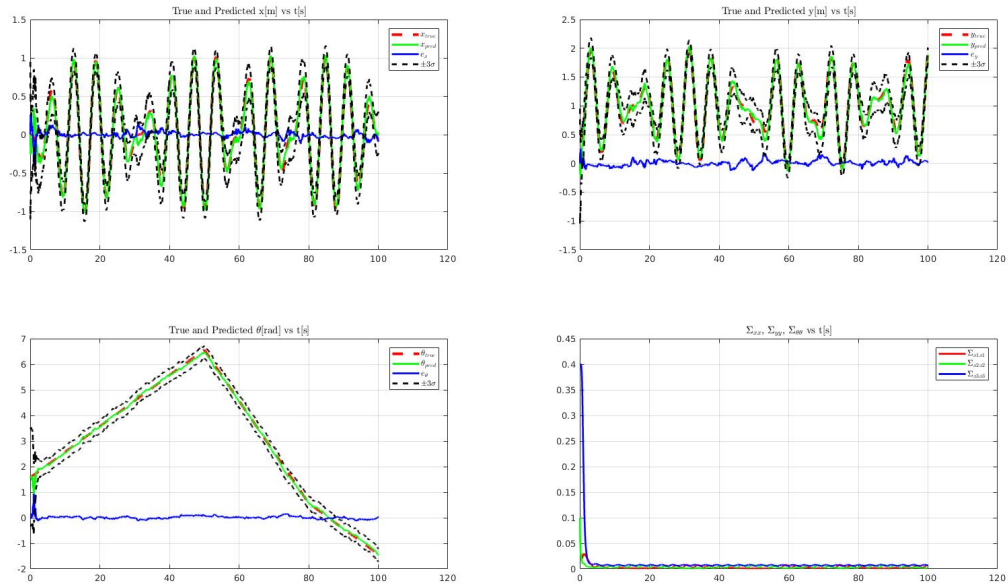 True and Predicted x[m] vs t[s]
1.5
1
0.5
0
-0.5
-1
-1.5
0 20 40 60 80 100 120
x_true
x_pred
e_x
±3σ
True and Predicted y[m] vs t[s]
2.5
2
1.5
1
0.5
0
-0.5
-1
-1.5
0 20 40 60 80 100 120
y_true
y_pred
e_y
±3σ
True and Predicted θ[rad] vs t[s]
7
6
5
4
3
2
1
0
-1
-2
0 20 40 60 80 100 120
θ_true
θ_pred
e_θ
±3σ
Σ_xx, Σ_yy, Σ_θθ vs t[s]
0.45
0.4
0.35
0.3
0.25
0.2
0.15
0.1
0.05
0
0 20 40 60 80 100 120